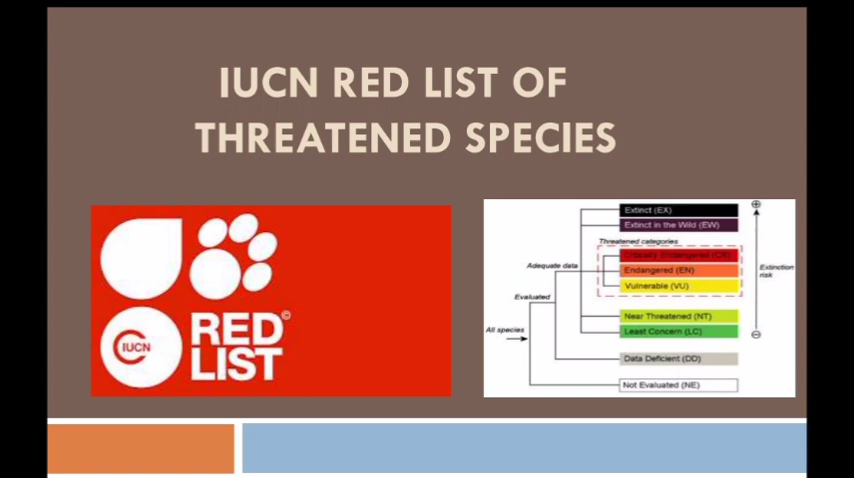 IUCN RED LIST OF
THREATENED SPECIES
IUCN
RED©
LIST
Extinct (EX)
Extinct in the Wild (EW)
Threatened categories
Critically Endangered (CR)
Adequate data
Endangered (EN)
Extinction
risk
Vulnerable (VU)
Evaluated
Near Threatened (NT)
All species
Least Concern (LC)
Data Deficient (DD)
Not Evaluated (NE)